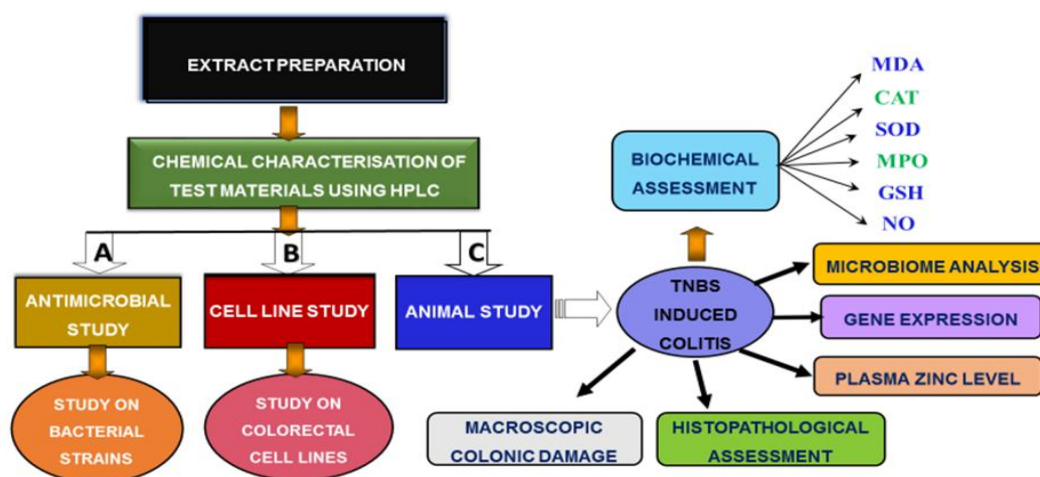 EXTRACT PREPARATION
CHEMICAL CHARACTERISATION OF
TEST MATERIALS USING HPLC
A
B
C
ANTIMICROBIAL
STUDY
CELL LINE STUDY
ANIMAL STUDY
STUDY ON
BACTERIAL
STRAINS
STUDY ON
COLORECTAL
CELL LINES
TNBS
INDUCED
COLITIS
BIOCHEMICAL
ASSESSMENT
MDA
CAT
SOD
MPO
GSH
NO
MICROBIOME ANALYSIS
GENE EXPRESSION
PLASMA ZINC LEVEL
MACROSCOPIC
COLONIC DAMAGE
HISTOPATHOLOGICAL
ASSESSMENT